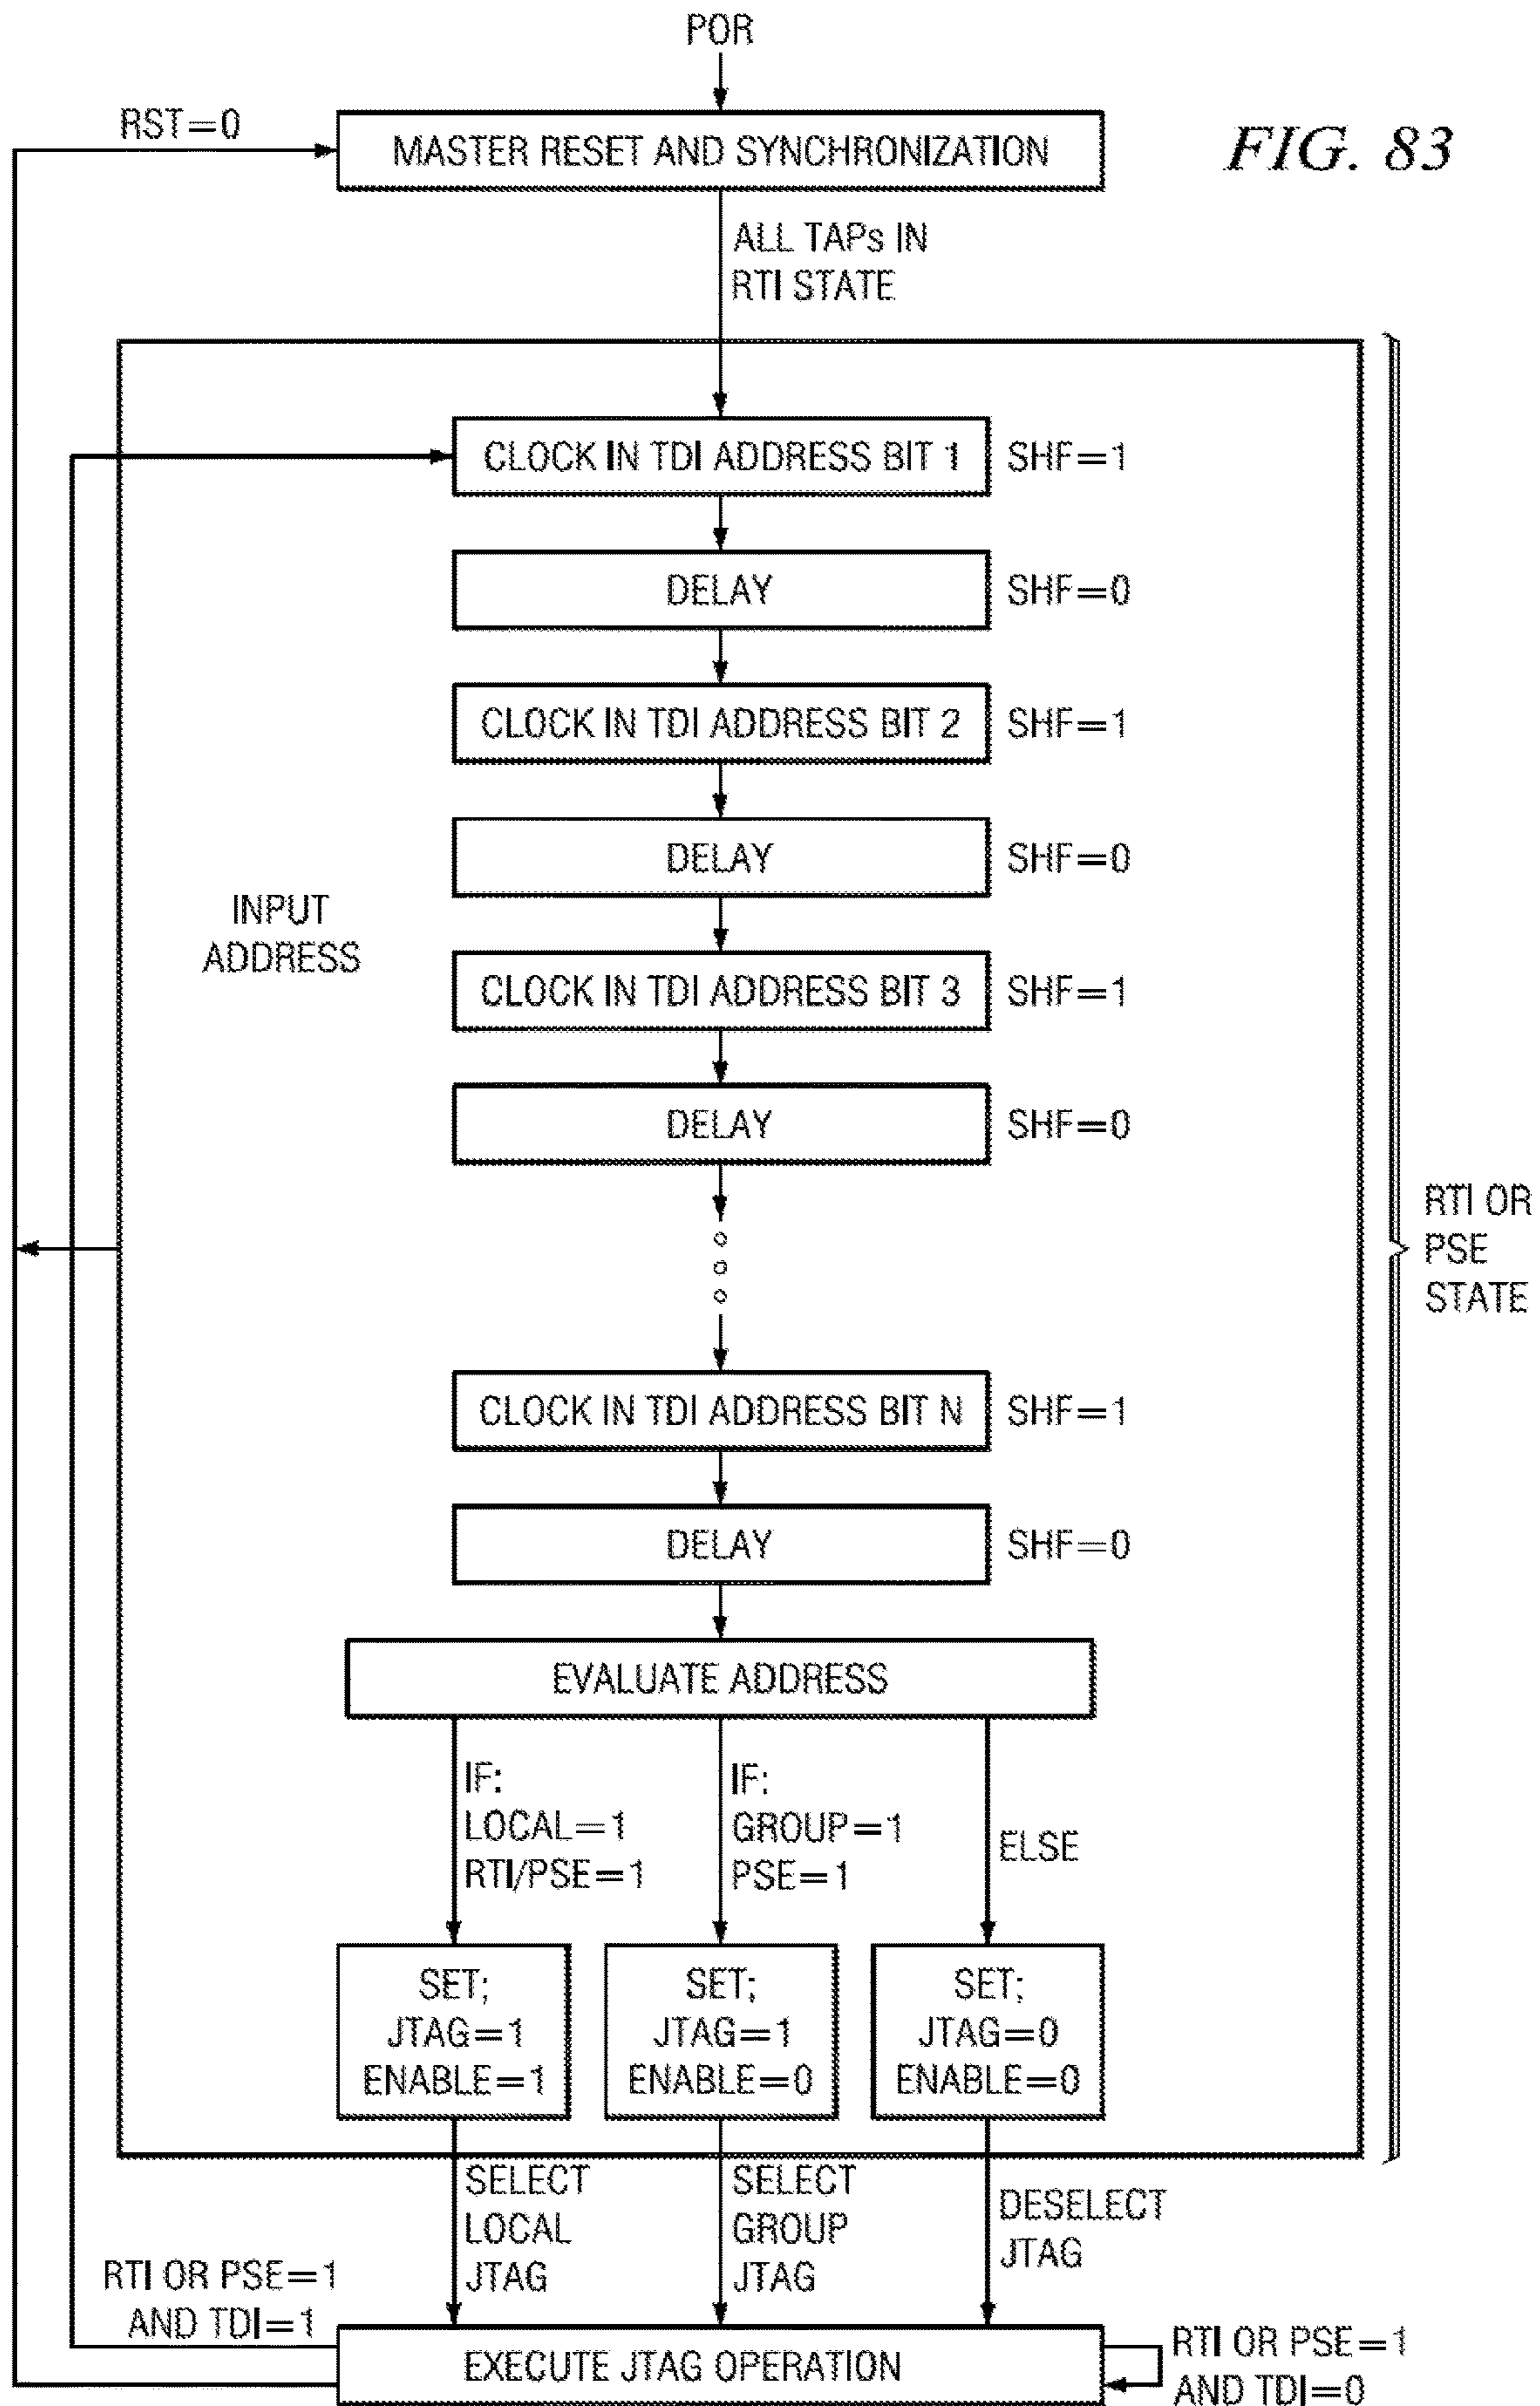 POR
RST=0
MASTER RESET AND SYNCHRONIZATION
FIG. 83
ALL TAPs IN
RTI STATE
CLOCK IN TDI ADDRESS BIT 1
SHF=1
DELAY
SHF=0
CLOCK IN TDI ADDRESS BIT 2
SHF=1
DELAY
SHF=0
INPUT
ADDRESS
CLOCK IN TDI ADDRESS BIT 3
SHF=1
DELAY
SHF=0
RTI OR
PSE
STATE
CLOCK IN TDI ADDRESS BIT N
SHF=1
DELAY
SHF=0
EVALUATE ADDRESS
IF:
LOCAL=1
RTI/PSE=1
IF:
GROUP=1
PSE=1
ELSE
SET;
JTAG=1
ENABLE=1
SET;
JTAG=1
ENABLE=0
SET;
JTAG=0
ENABLE=0
SELECT
LOCAL
JTAG
SELECT
GROUP
JTAG
DESELECT
JTAG
RTI OR PSE=1
AND TDI=1
EXECUTE JTAG OPERATION
RTI OR PSE=1
AND TDI=0